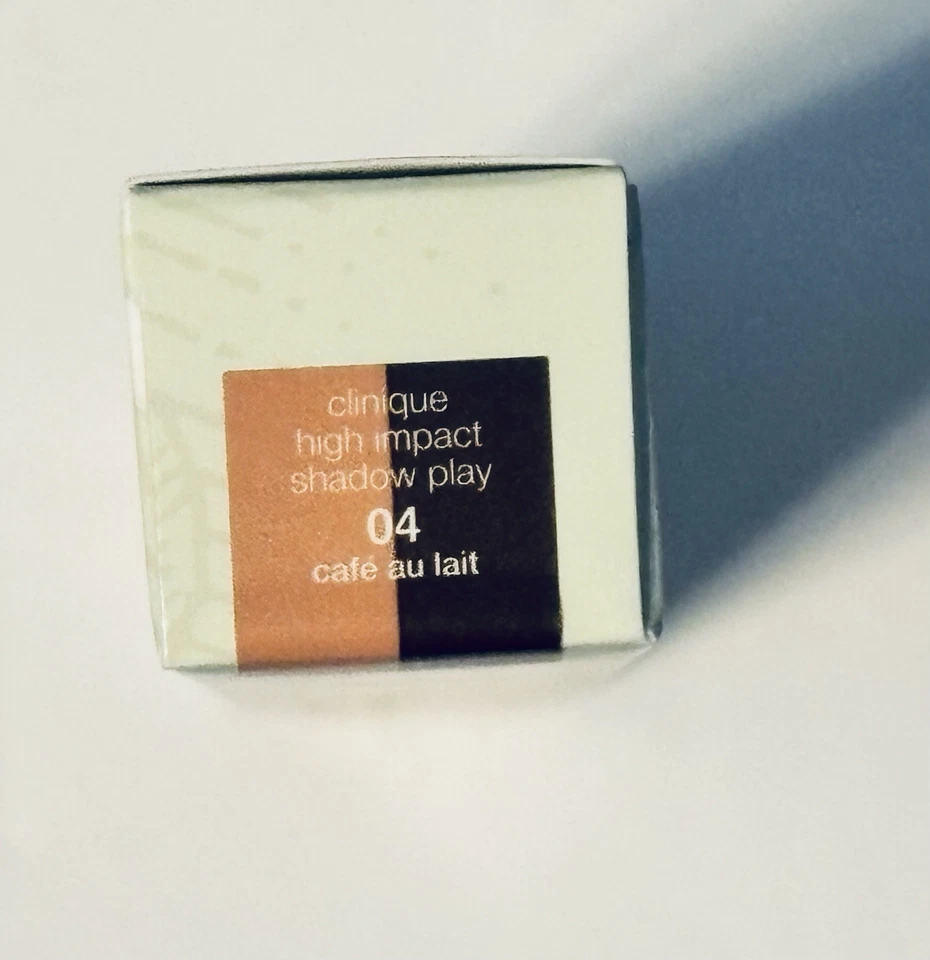 clinique
high impact
shadow play
04
café au lait